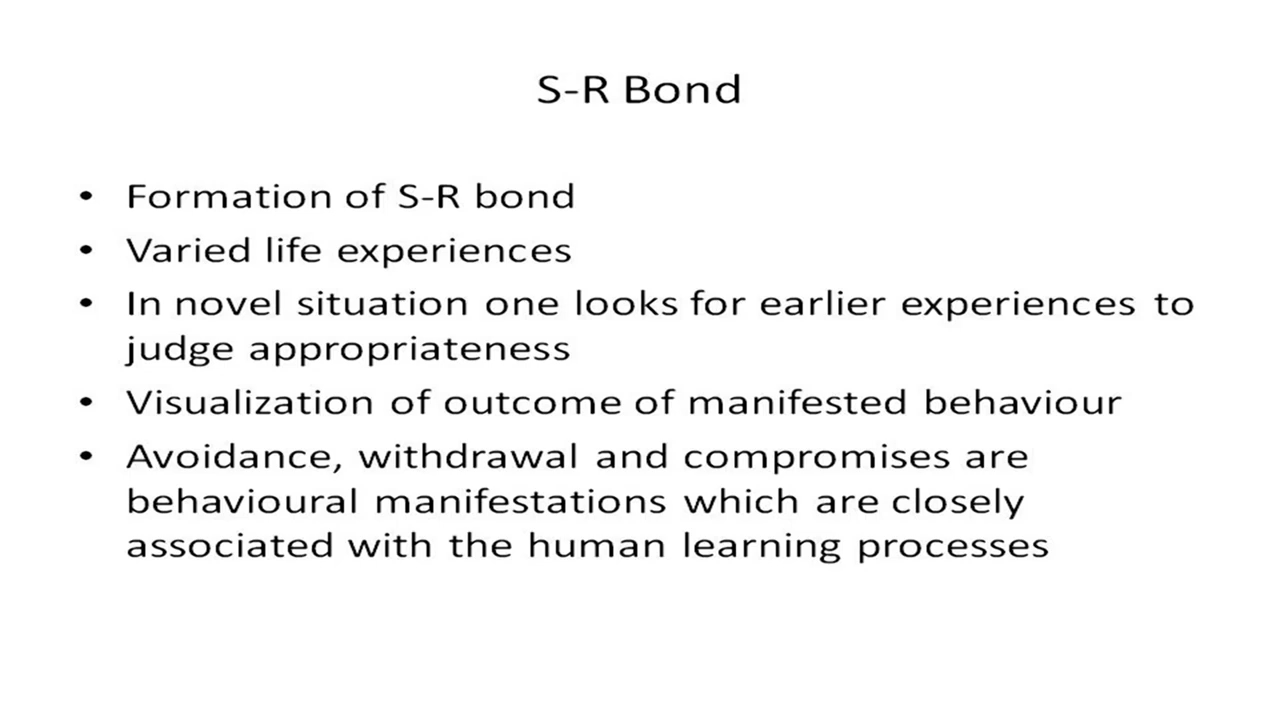 S-R Bond
• Formation of S-R bond
• Varied life experiences
• In novel situation one looks for earlier experiences to
judge appropriateness
• Visualization of outcome of manifested behaviour
• Avoidance, withdrawal and compromises are
behavioural manifestations which are closely
associated with the human learning processes